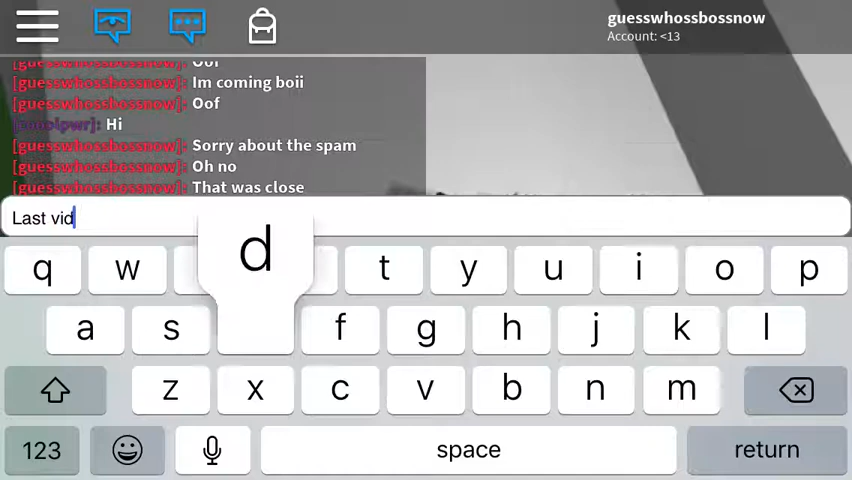 guesswhossbossnow
Account: <13
[guesswhossbossnow]: Oof
[guesswhossbossnow]: Im coming boii
[guesswhossbossnow]: Oof
Hi
[guesswhossbossnow]: Sorry about the spam
[guesswhossbossnow]: Oh no
[guesswhossbossnow]: That was close
Last vid
d
q w t y u i o p
a s f g h j k l
z x c v b n m
123 space return